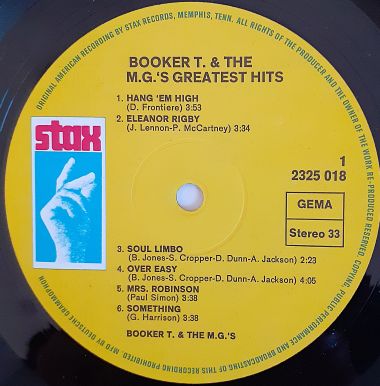 ORIGINAL AMERICAN RECORDING BY STAX RECORDS, MEMPHIS, TENN. ALL RIGHTS OF THE PRODUCER AND OF THE OWNER OF THE WORK REPRODUCED RESERVED. UNAUTHORIZED COPYING, PUBLIC PERFORMANCE AND BROADCASTING OF THIS RECORD PROHIBITED. MFD BY DEUTSCHE GRAMMOPHON
BOOKER T. & THE
M.G.'S GREATEST HITS
1. HANG 'EM HIGH
(D. Frontiere) 3:53
2. ELEANOR RIGBY
(J. Lennon-P. McCartney) 3:34
stax
1
2325 018
GEMA
Stereo 33
3. SOUL LIMBO
(B. Jones-S. Cropper-D. Dunn-A. Jackson) 2:23
4. OVER EASY
(B. Jones-S. Cropper-D. Dunn-A. Jackson) 4:05
5. MRS. ROBINSON
(Paul Simon) 3:38
6. SOMETHING
(G. Harrison) 3:38
BOOKER T. & THE M.G.'S